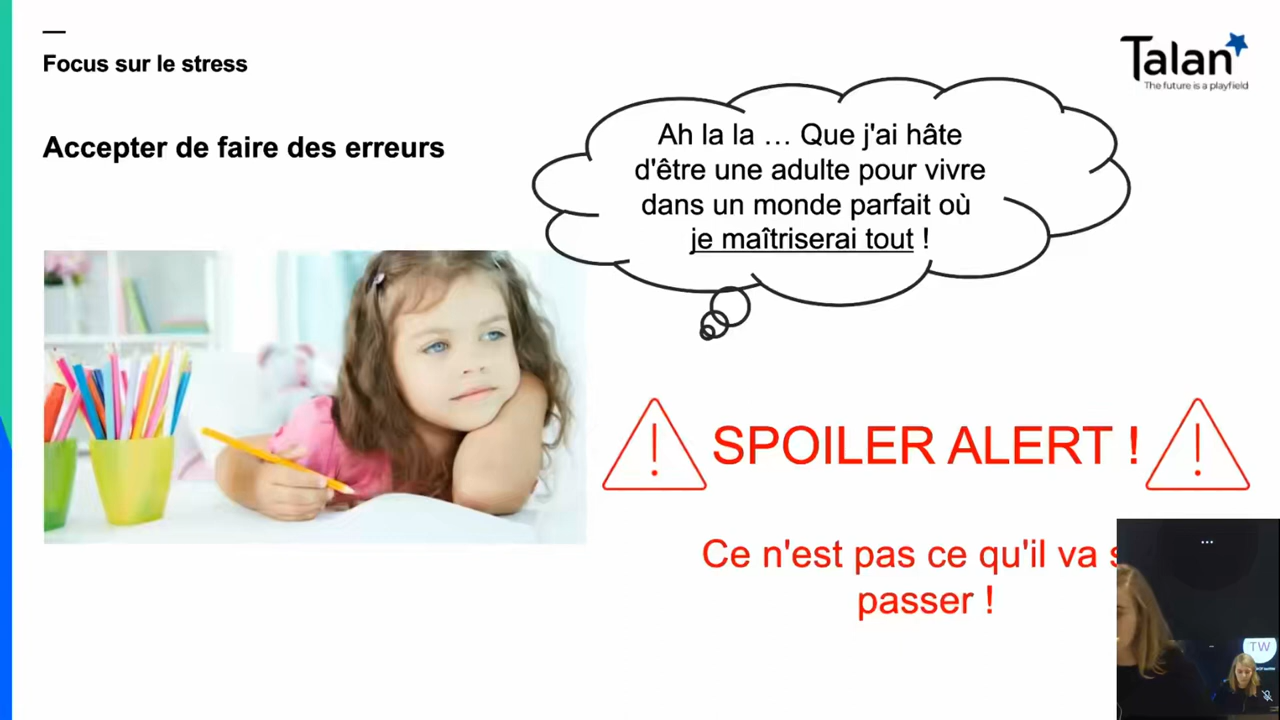 Focus sur le stress
Talan
The future is a playfield
Accepter de faire des erreurs
Ah la la … Que j'ai hâte
d'être une adulte pour vivre
dans un monde parfait où
je maîtriserai tout !
SPOILER ALERT !
Ce n'est pas ce qu'il va
passer !
...
TW